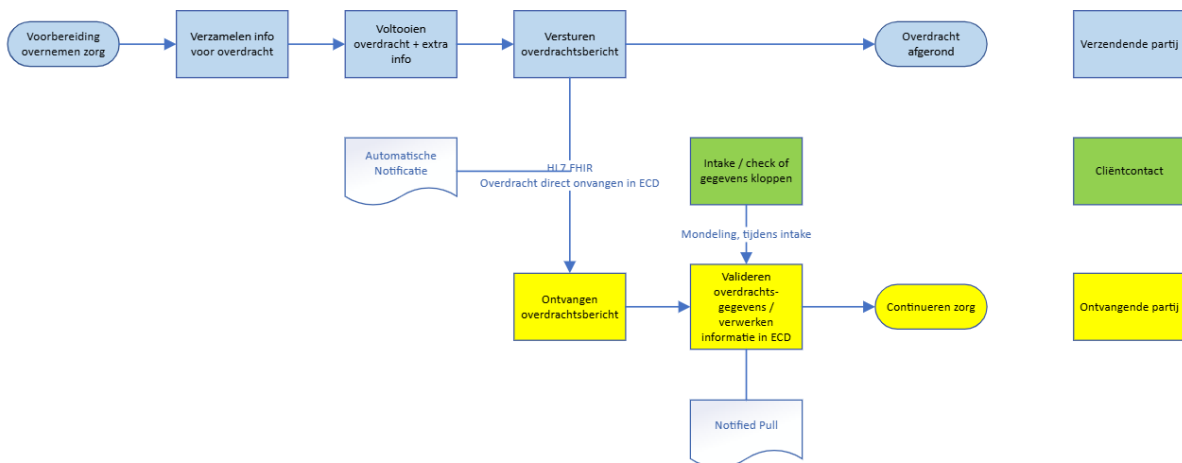 Voorbereiding
overnemen zorg
Verzamelen info
voor overdracht
Voltooien
overdracht + extra
info
Versturen
overdrachtsbericht
Overdracht
afgerond
Verzendende partij
Automatische
Notificatie
HL7 FHIR
Overdracht direct onvangen in ECD
Intake / check of
gegevens kloppen
Cliëntcontact
Mondeling, tijdens intake
Ontvangen
overdrachtsbericht
Valideren
overdrachts-
gegevens /
verwerken
informatie in ECD
Continueren zorg
Ontvangende partij
Notified Pull